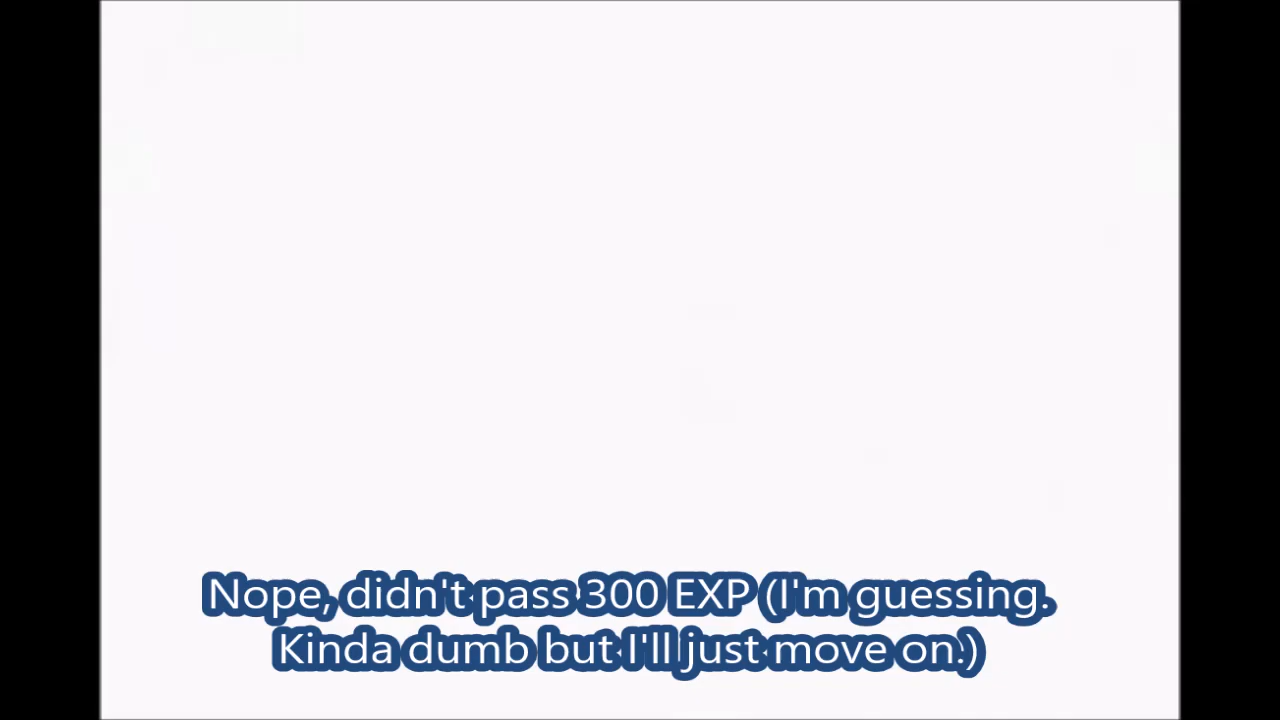 Nope, didn't pass 300 EXP (I'm guessing.
Kinda dumb but I'll just move on.)